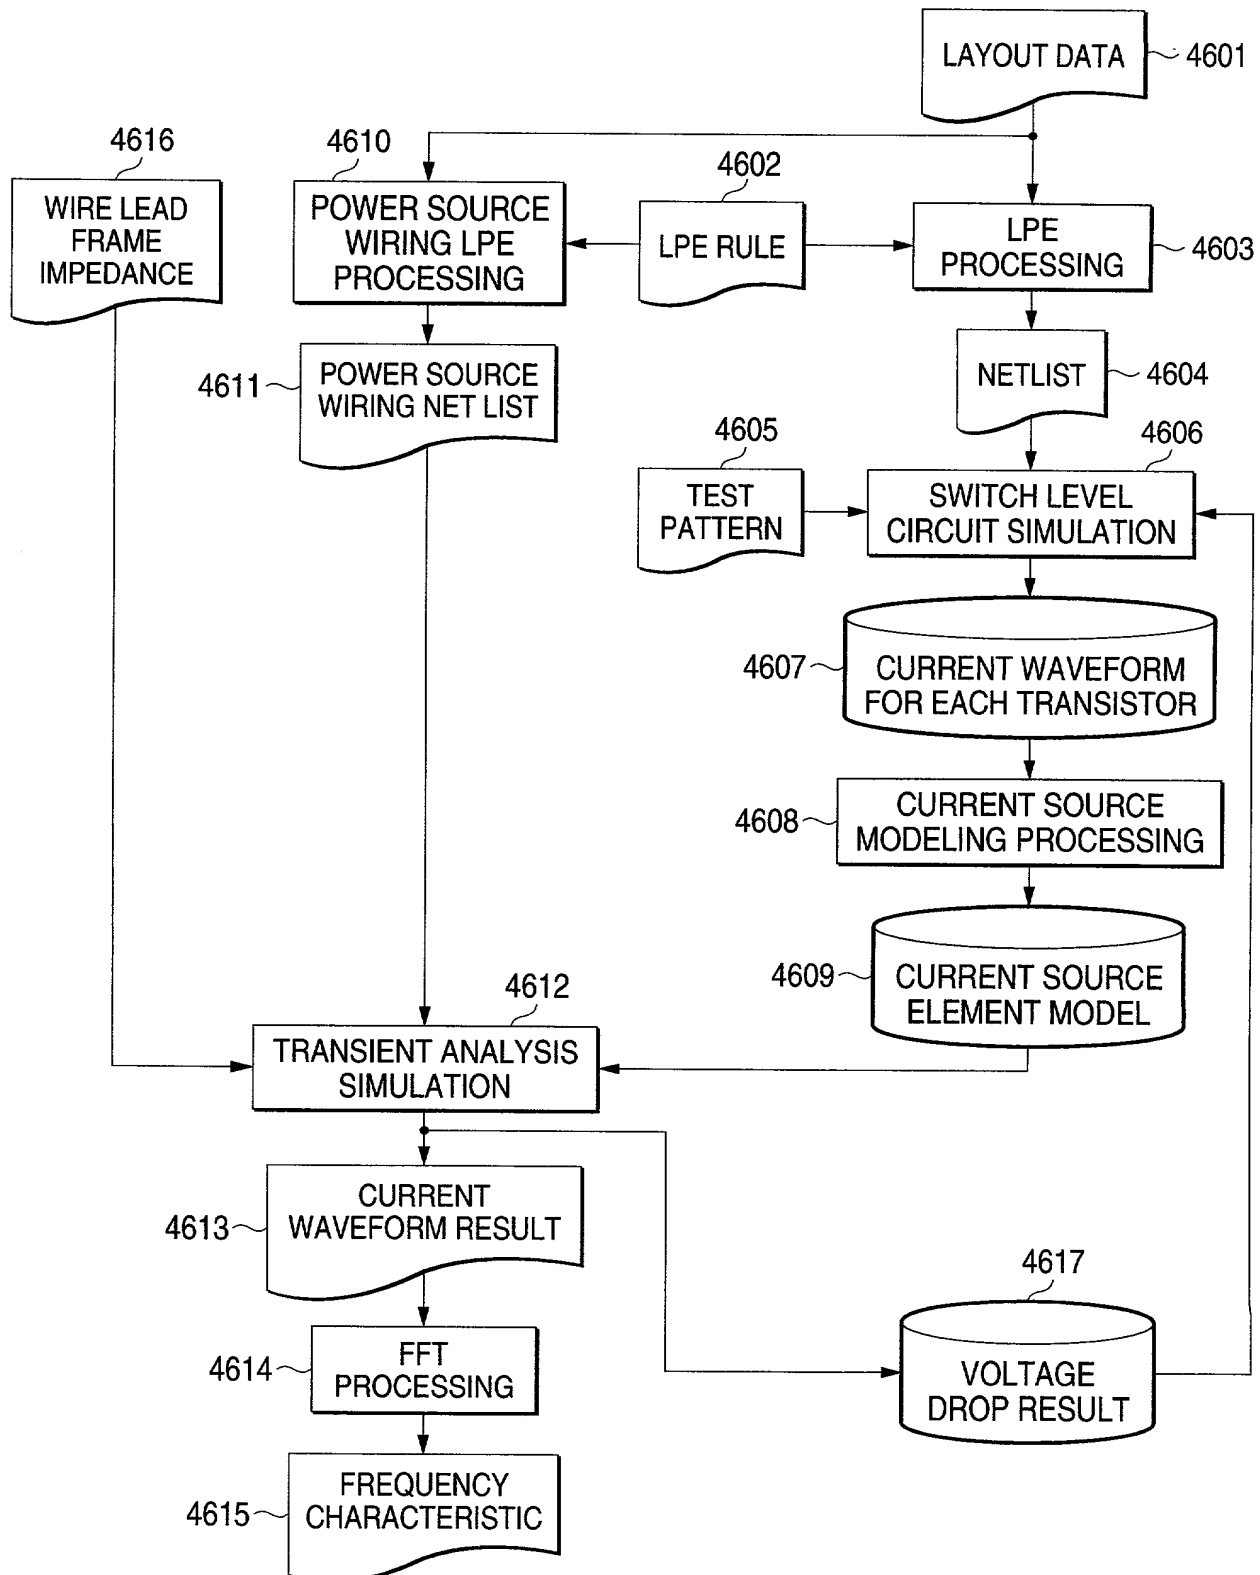 LAYOUT DATA
4601
4616
WIRE LEAD
FRAME
IMPEDANCE
4610
POWER SOURCE
WIRING LPE
PROCESSING
4602
LPE RULE
LPE
PROCESSING
4603
4611
POWER SOURCE
WIRING NET LIST
NETLIST
4604
4605
TEST
PATTERN
4606
SWITCH LEVEL
CIRCUIT SIMULATION
4607
CURRENT WAVEFORM
FOR EACH TRANSISTOR
4608
CURRENT SOURCE
MODELING PROCESSING
4609
CURRENT SOURCE
ELEMENT MODEL
4612
TRANSIENT ANALYSIS
SIMULATION
4613
CURRENT
WAVEFORM RESULT
4614
FFT
PROCESSING
4617
VOLTAGE
DROP RESULT
4615
FREQUENCY
CHARACTERISTIC